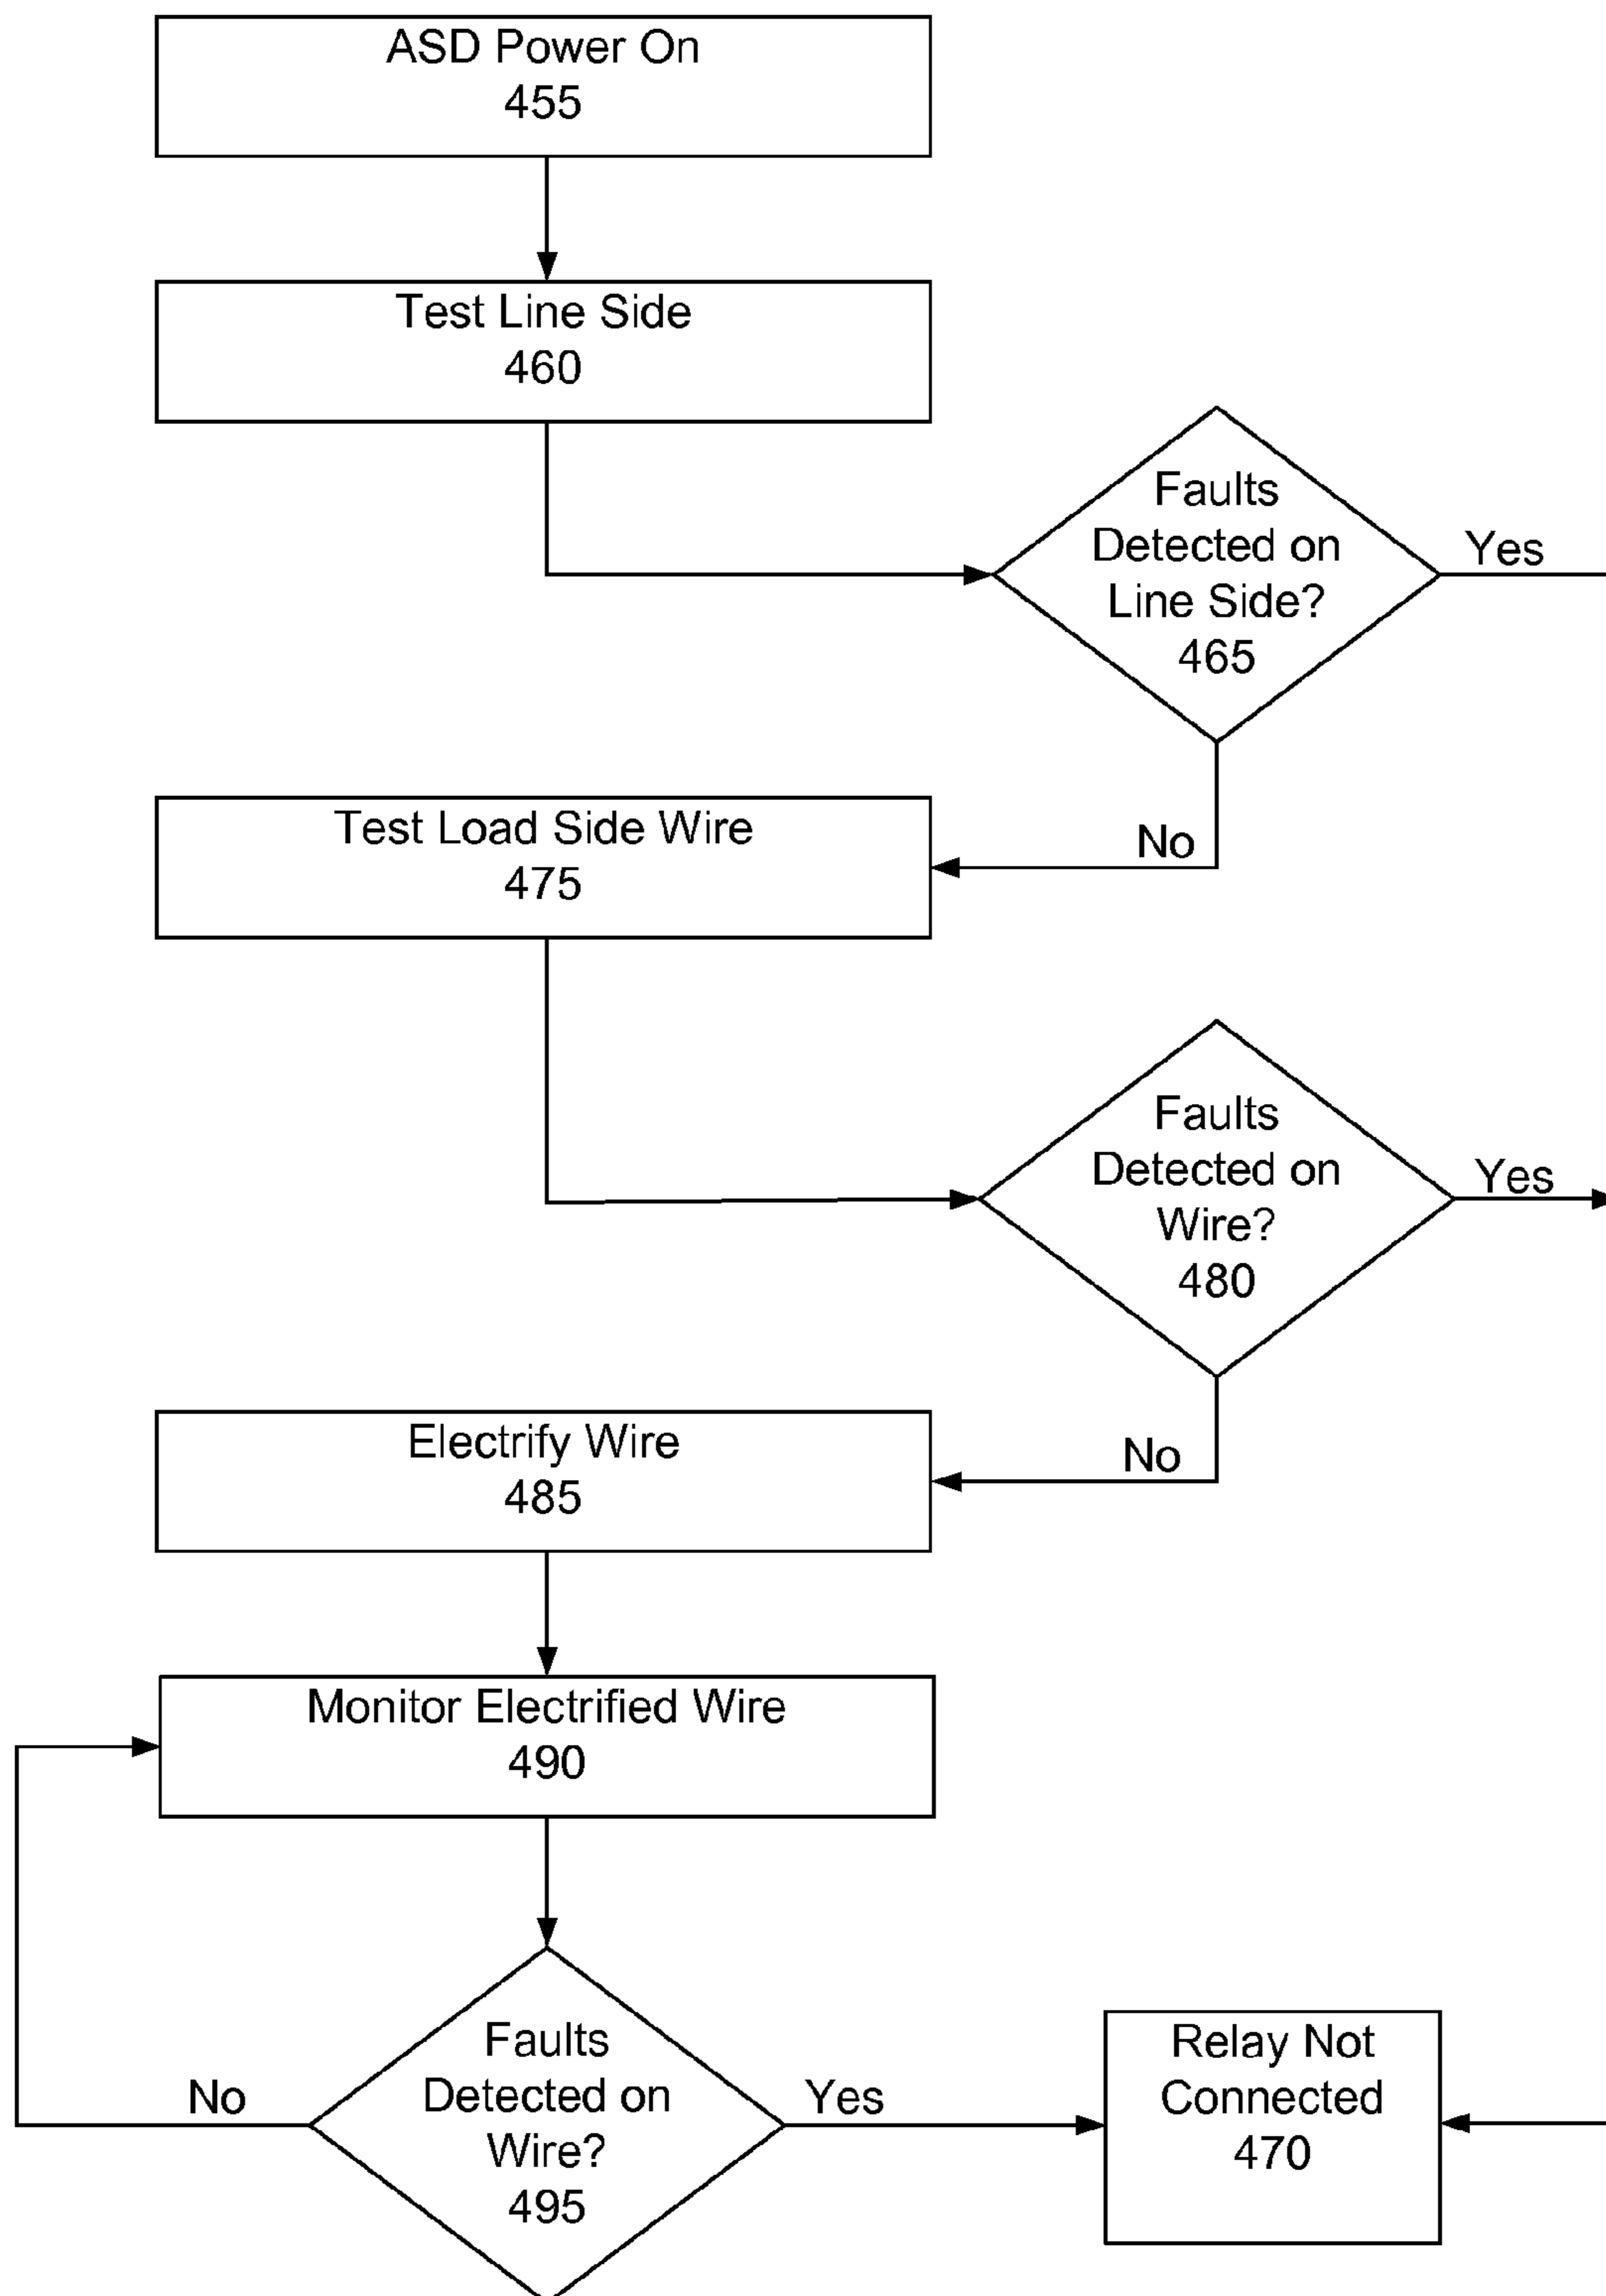 ASD Power On
455
Test Line Side
460
Faults
Detected on
Line Side?
465
Yes
No
Test Load Side Wire
475
Faults
Detected on
Wire?
480
Yes
No
Electrify Wire
485
Monitor Electrified Wire
490
Faults
Detected on
Wire?
495
No
Yes
Relay Not
Connected
470